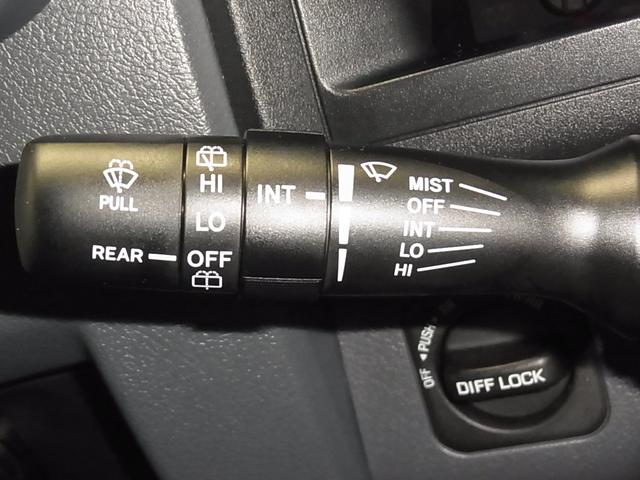 PULL
REAR
HI
LO
OFF
INT
MIST
OFF
INT
LO
HI
OFF ◄PUSH
DIFF LOCK